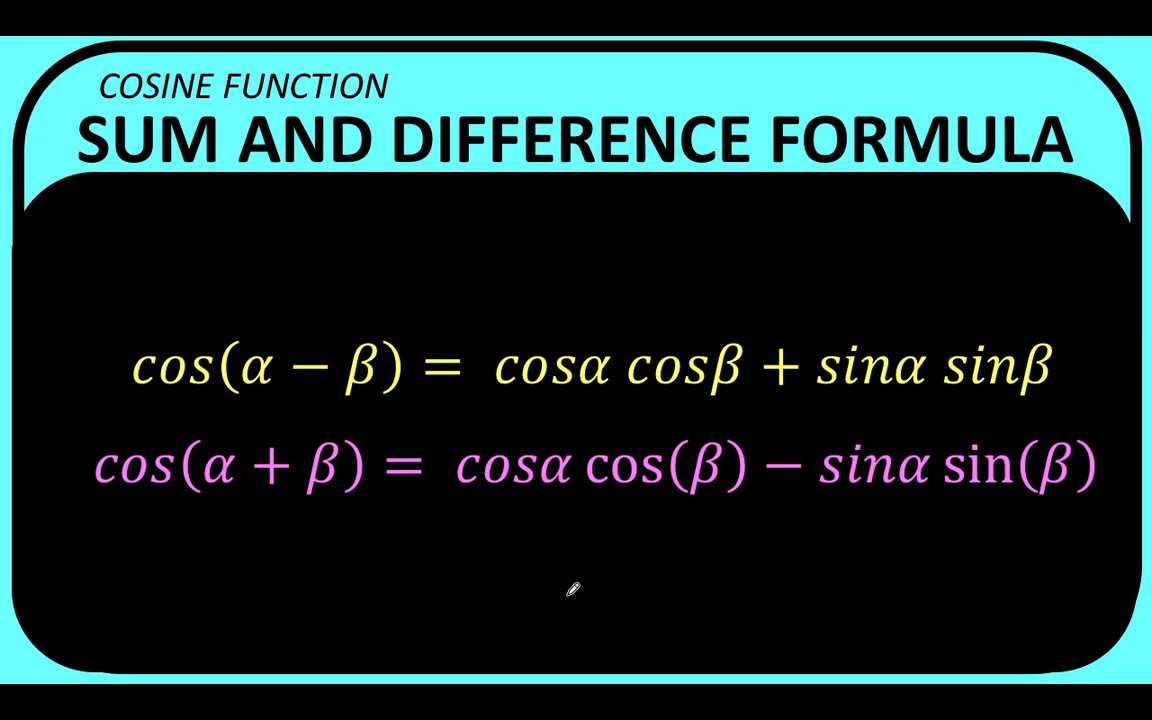 COSINE FUNCTION
SUM AND DIFFERENCE FORMULA
cos(α − β) = cosα cosβ + sinα sinβ
cos(α + β) = cosα cos(β) − sinα sin(β)